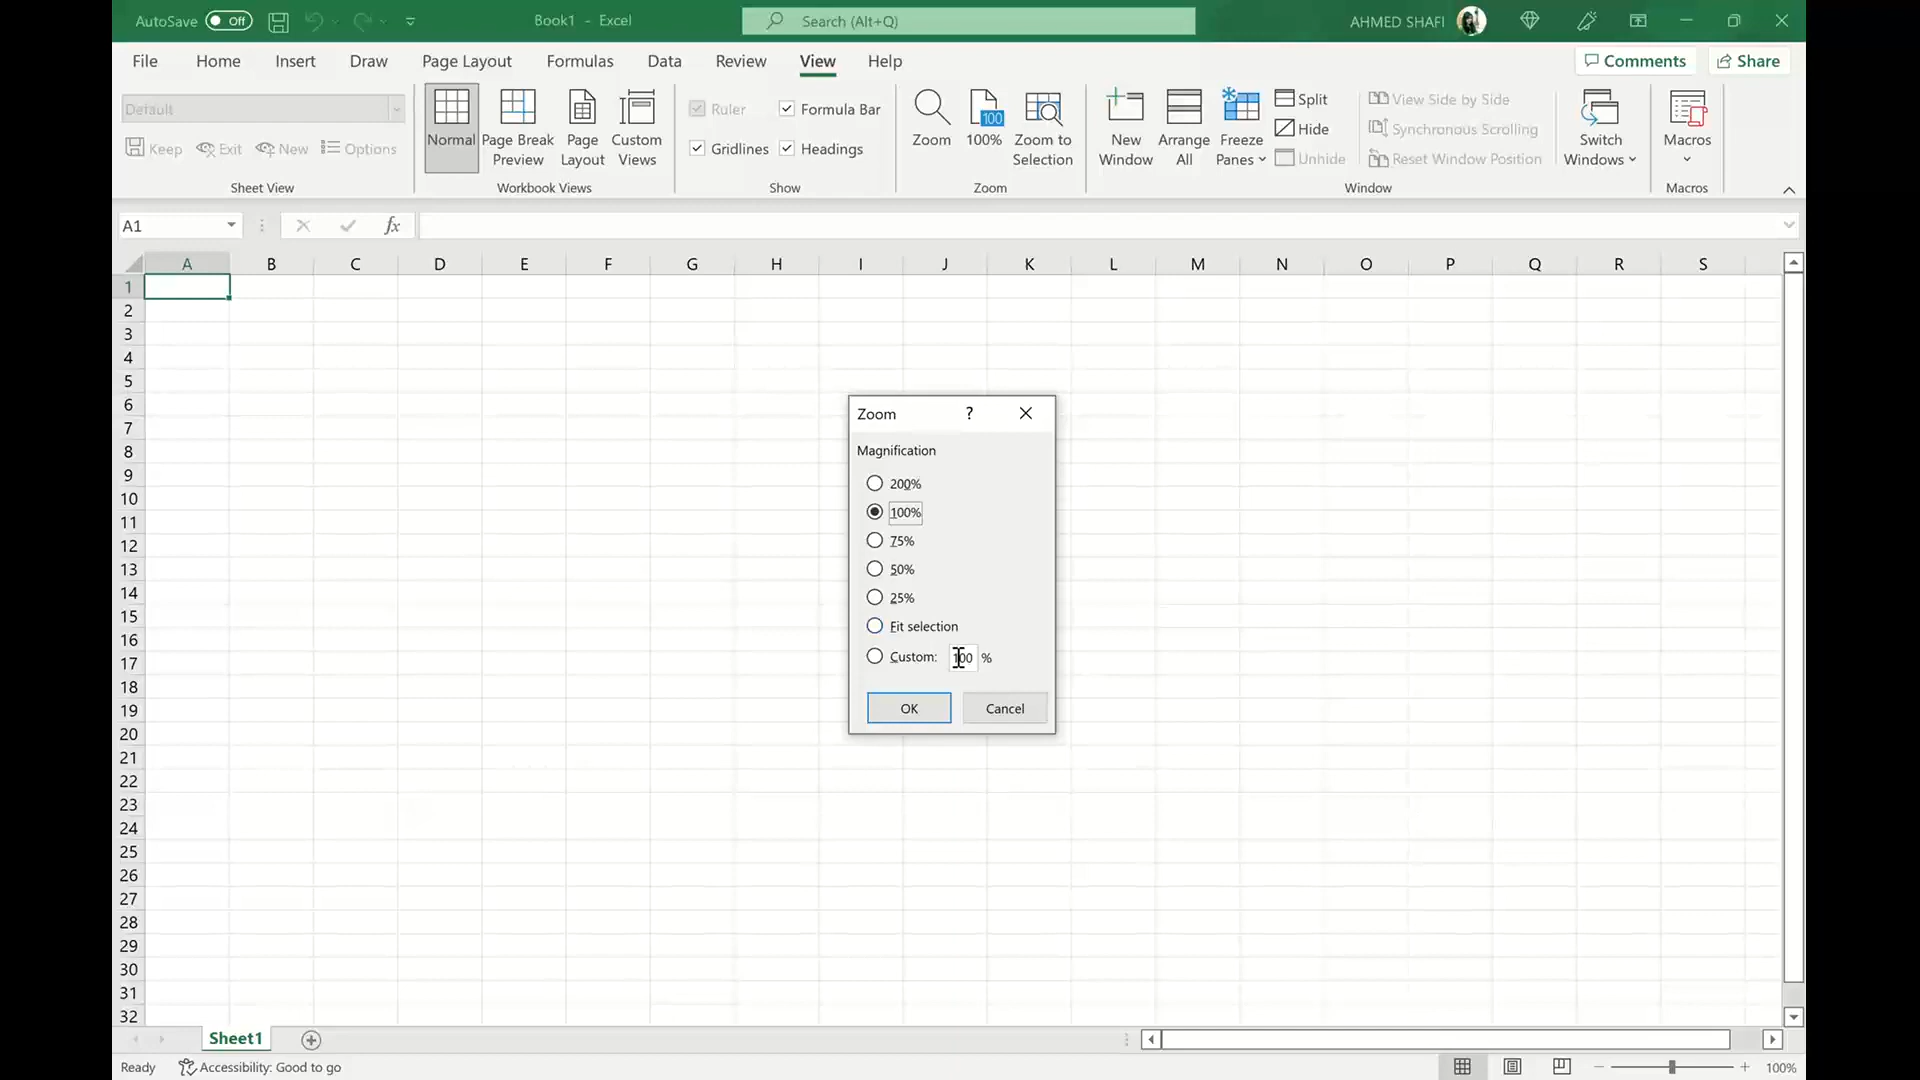 AutoSave Off Book1 - Excel Search (Alt+Q) AHMED SHAFI
File Home Insert Draw Page Layout Formulas Data Review View Help Comments Share
Default
Keep Exit New Options
Sheet View
Normal
Page Break Preview
Page Layout
Custom Views
Workbook Views
Ruler Formula Bar
Gridlines Headings
Show
Zoom
100
100%
Zoom to Selection
Zoom
New Window
Arrange All
Freeze Panes
Split
Hide
Unhide
View Side by Side
Synchronous Scrolling
Reset Window Position
Switch Windows
Window
Macros
Macros
A1 fx
A B C D E F G H I J K L M N O P Q R S
1
2
3
4
5
6
7
8
9
10
11
12
13
14
15
16
17
18
19
20
21
22
23
24
25
26
27
28
29
30
31
32
Zoom ?
Magnification
200%
100%
75%
50%
25%
Fit selection
Custom: 100 %
OK Cancel
Sheet1
Ready Accessibility: Good to go 100%